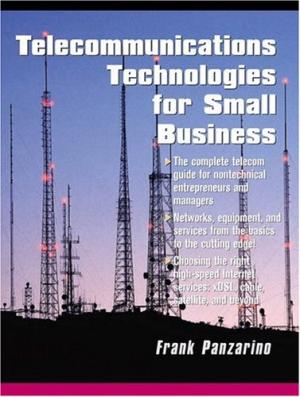 Telecommunications
Technologies
for Small
Business
The complete telecom
guide for nontechnical
entrepreneurs and
managers
Networks, equipment, and
services from the basics
to the cutting edge!
Choosing the right
high-speed Internet
services: xDSL, cable,
satellite, and beyond
Frank Panzarino